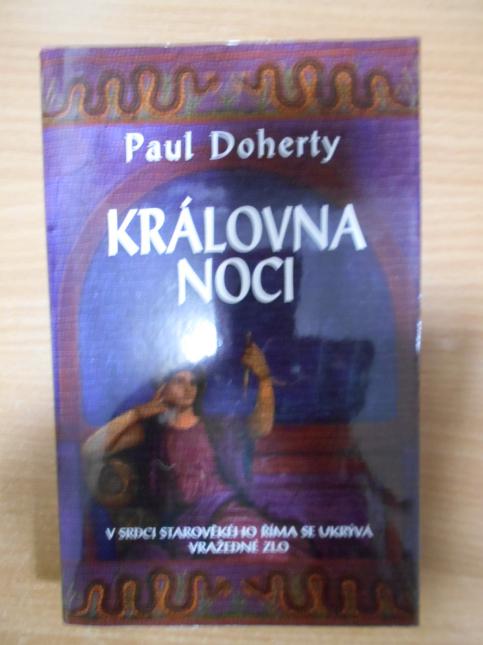 Paul Doherty
KRÁLOVNA
NOCI
V SRDCI STAROVĚKÉHO ŘÍMA SE UKRÝVÁ
VRAŽEDNÉ ZLO